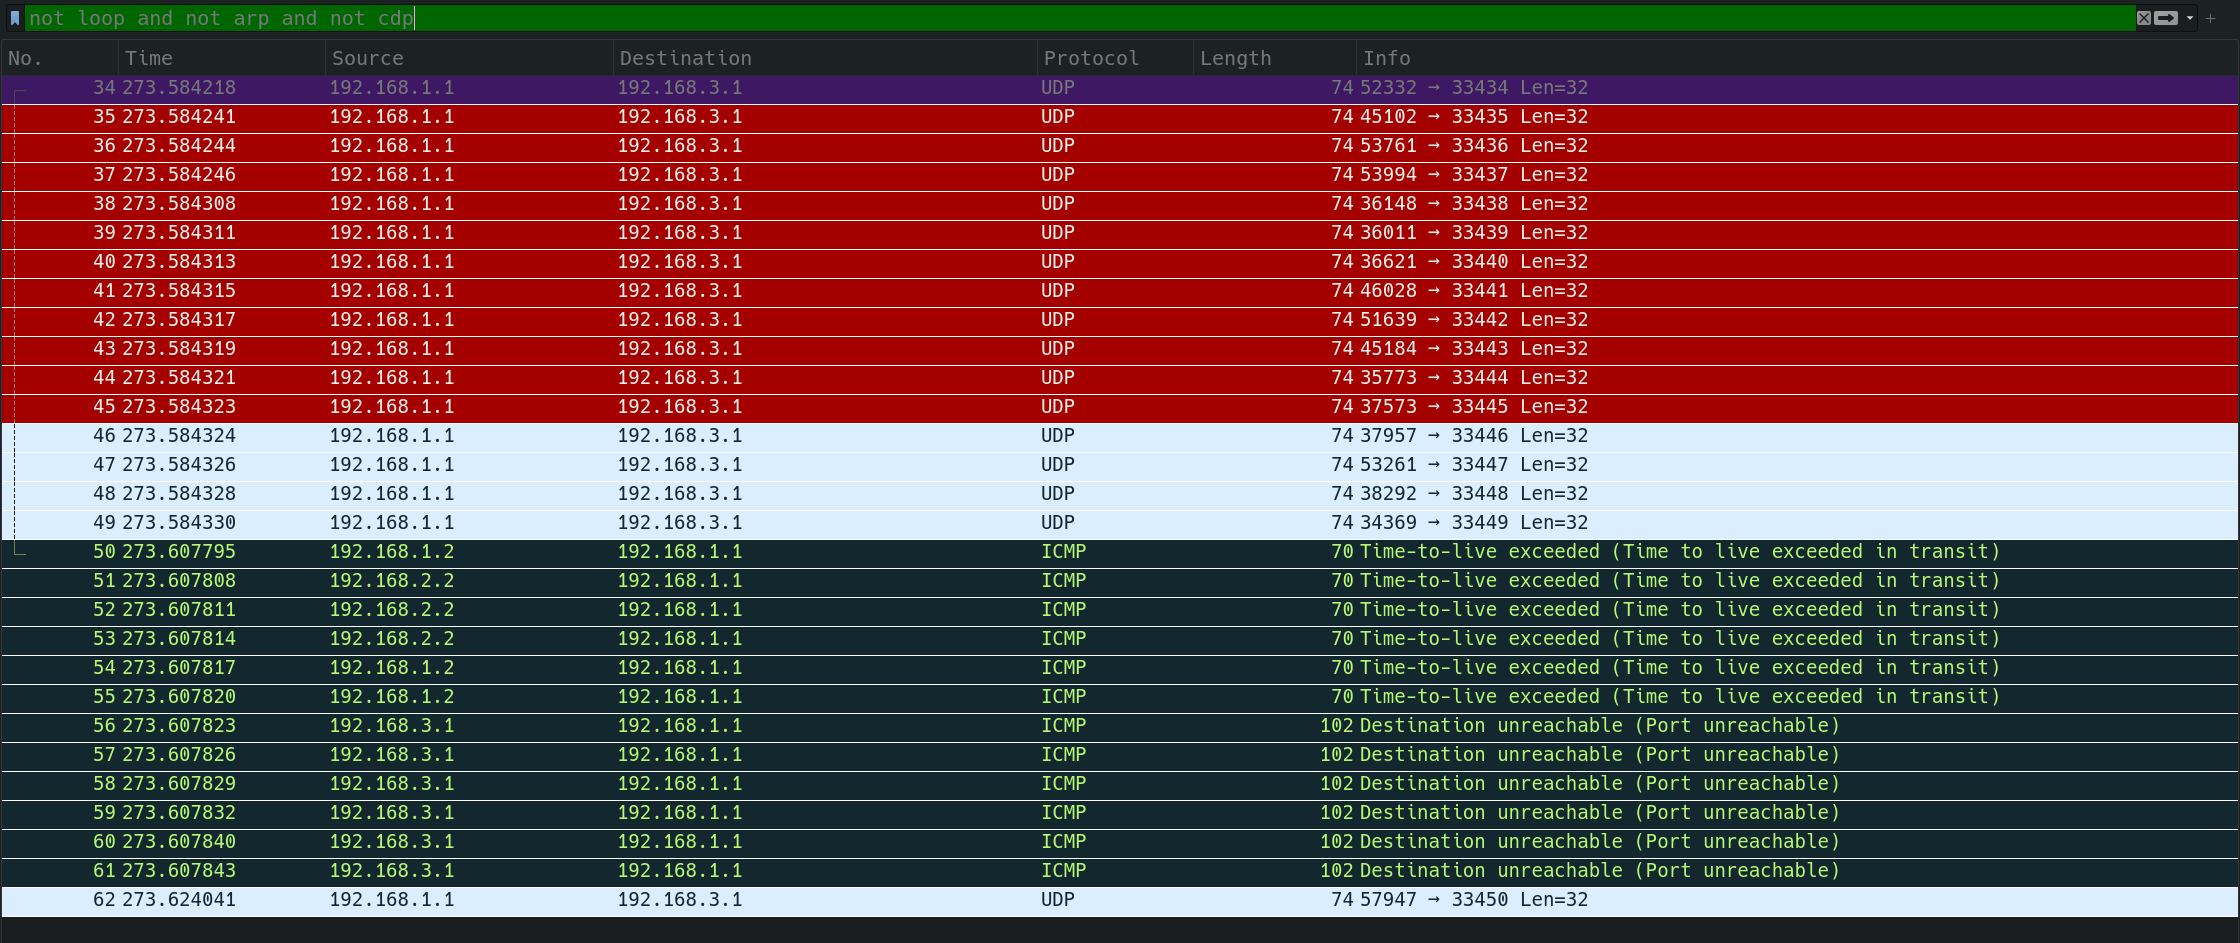 not loop and not arp and not cdp
No. Time Source Destination Protocol Length Info
34 273.584218 192.168.1.1 192.168.3.1 UDP 74 52332 → 33434 Len=32
35 273.584241 192.168.1.1 192.168.3.1 UDP 74 45102 → 33435 Len=32
36 273.584244 192.168.1.1 192.168.3.1 UDP 74 53761 → 33436 Len=32
37 273.584246 192.168.1.1 192.168.3.1 UDP 74 53994 → 33437 Len=32
38 273.584308 192.168.1.1 192.168.3.1 UDP 74 36148 → 33438 Len=32
39 273.584311 192.168.1.1 192.168.3.1 UDP 74 36011 → 33439 Len=32
40 273.584313 192.168.1.1 192.168.3.1 UDP 74 36621 → 33440 Len=32
41 273.584315 192.168.1.1 192.168.3.1 UDP 74 46028 → 33441 Len=32
42 273.584317 192.168.1.1 192.168.3.1 UDP 74 51639 → 33442 Len=32
43 273.584319 192.168.1.1 192.168.3.1 UDP 74 45184 → 33443 Len=32
44 273.584321 192.168.1.1 192.168.3.1 UDP 74 35773 → 33444 Len=32
45 273.584323 192.168.1.1 192.168.3.1 UDP 74 37573 → 33445 Len=32
46 273.584324 192.168.1.1 192.168.3.1 UDP 74 37957 → 33446 Len=32
47 273.584326 192.168.1.1 192.168.3.1 UDP 74 53261 → 33447 Len=32
48 273.584328 192.168.1.1 192.168.3.1 UDP 74 38292 → 33448 Len=32
49 273.584330 192.168.1.1 192.168.3.1 UDP 74 34369 → 33449 Len=32
50 273.607795 192.168.1.2 192.168.1.1 ICMP 70 Time-to-live exceeded (Time to live exceeded in transit)
51 273.607808 192.168.2.2 192.168.1.1 ICMP 70 Time-to-live exceeded (Time to live exceeded in transit)
52 273.607811 192.168.2.2 192.168.1.1 ICMP 70 Time-to-live exceeded (Time to live exceeded in transit)
53 273.607814 192.168.2.2 192.168.1.1 ICMP 70 Time-to-live exceeded (Time to live exceeded in transit)
54 273.607817 192.168.1.2 192.168.1.1 ICMP 70 Time-to-live exceeded (Time to live exceeded in transit)
55 273.607820 192.168.1.2 192.168.1.1 ICMP 70 Time-to-live exceeded (Time to live exceeded in transit)
56 273.607823 192.168.3.1 192.168.1.1 ICMP 102 Destination unreachable (Port unreachable)
57 273.607826 192.168.3.1 192.168.1.1 ICMP 102 Destination unreachable (Port unreachable)
58 273.607829 192.168.3.1 192.168.1.1 ICMP 102 Destination unreachable (Port unreachable)
59 273.607832 192.168.3.1 192.168.1.1 ICMP 102 Destination unreachable (Port unreachable)
60 273.607840 192.168.3.1 192.168.1.1 ICMP 102 Destination unreachable (Port unreachable)
61 273.607843 192.168.3.1 192.168.1.1 ICMP 102 Destination unreachable (Port unreachable)
62 273.624041 192.168.1.1 192.168.3.1 UDP 74 57947 → 33450 Len=32